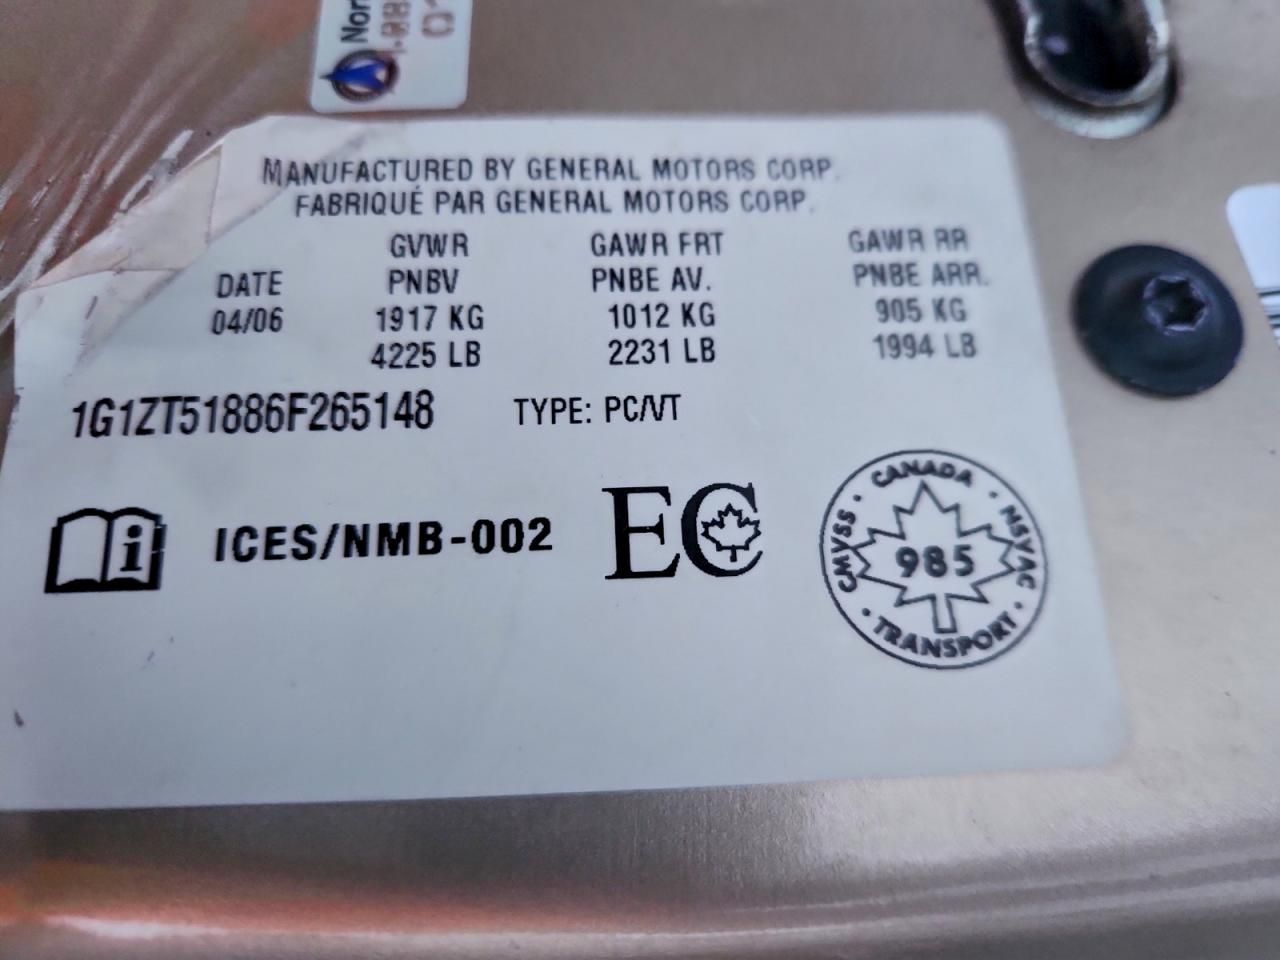 MANUFACTURED BY GENERAL MOTORS CORP.
FABRIQUÉ PAR GENERAL MOTORS CORP.
GVWR GAWR FRT GAWR RR
DATE PNBV PNBE AV. PNBE ARR.
04/06 1917 KG 1012 KG 905 KG
4225 LB 2231 LB 1994 LB
1G1ZT51886F265148 TYPE: PC/VT
i ICES/NMB-002 EC
CANADA
CMVSS 985 NSVAC
TRANSPORT